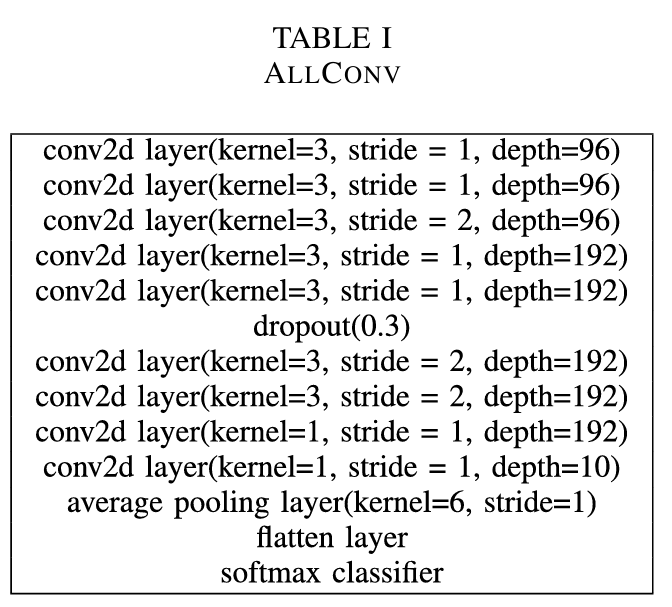 TABLE I
ALLCONV
conv2d layer(kernel=3, stride = 1, depth=96)
conv2d layer(kernel=3, stride = 1, depth=96)
conv2d layer(kernel=3, stride = 2, depth=96)
conv2d layer(kernel=3, stride = 1, depth=192)
conv2d layer(kernel=3, stride = 1, depth=192)
dropout(0.3)
conv2d layer(kernel=3, stride = 2, depth=192)
conv2d layer(kernel=3, stride = 2, depth=192)
conv2d layer(kernel=1, stride = 1, depth=192)
conv2d layer(kernel=1, stride = 1, depth=10)
average pooling layer(kernel=6, stride=1)
flatten layer
softmax classifier